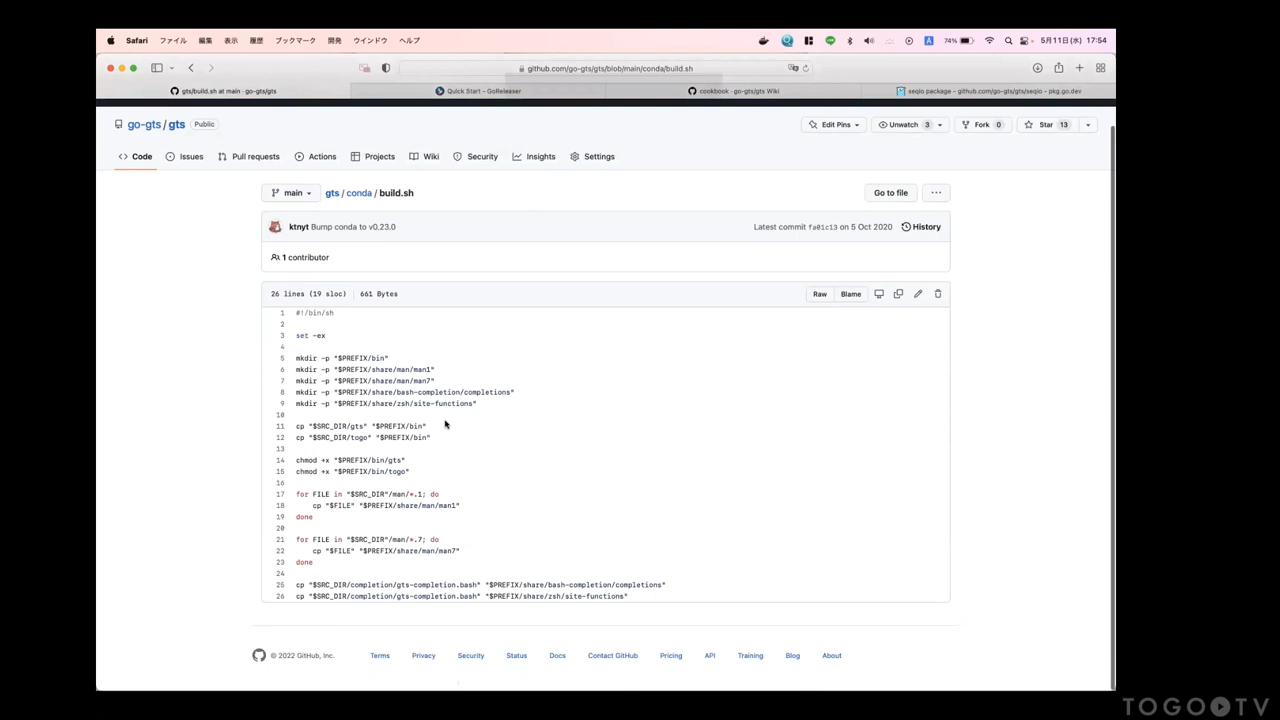 Safari ファイル 編集 表示 履歴 ブックマーク 開発 ウインドウ ヘルプ A 74% 5月11日(水) 17:54
github.com/go-gts/gts/blob/main/conda/build.sh
gts/build.sh at main · go-gts/gts Quick Start – GoReleaser cookbook · go-gts/gts Wiki seqio package - github.com/go-gts/gts/seqio - pkg.go.dev
go-gts / gts Public Edit Pins Unwatch 3 Fork 0 Star 13
Code Issues Pull requests Actions Projects Wiki Security Insights Settings
main gts / conda / build.sh Go to file ...
ktnyt Bump conda to v0.23.0 Latest commit fa01c13 on 5 Oct 2020 History
1 contributor
26 lines (19 sloc) 661 Bytes Raw Blame
1 #!/bin/sh
2
3 set -ex
4
5 mkdir -p "$PREFIX/bin"
6 mkdir -p "$PREFIX/share/man/man1"
7 mkdir -p "$PREFIX/share/man/man7"
8 mkdir -p "$PREFIX/share/bash-completion/completions"
9 mkdir -p "$PREFIX/share/zsh/site-functions"
10
11 cp "$SRC_DIR/gts" "$PREFIX/bin"
12 cp "$SRC_DIR/togo" "$PREFIX/bin"
13
14 chmod +x "$PREFIX/bin/gts"
15 chmod +x "$PREFIX/bin/togo"
16
17 for FILE in "$SRC_DIR"/man/*.1; do
18 cp "$FILE" "$PREFIX/share/man/man1"
19 done
20
21 for FILE in "$SRC_DIR"/man/*.7; do
22 cp "$FILE" "$PREFIX/share/man/man7"
23 done
24
25 cp "$SRC_DIR/completion/gts-completion.bash" "$PREFIX/share/bash-completion/completions"
26 cp "$SRC_DIR/completion/gts-completion.bash" "$PREFIX/share/zsh/site-functions"
© 2022 GitHub, Inc. Terms Privacy Security Status Docs Contact GitHub Pricing API Training Blog About
TOGO TV